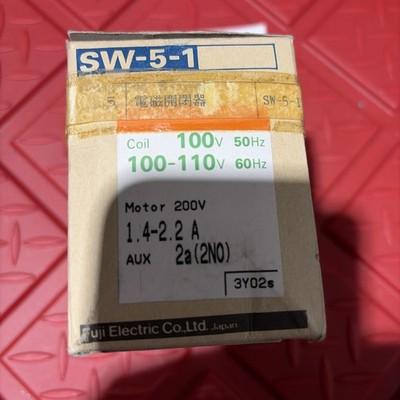 SW-5-1
5 電磁開閉器 SW-5-1
Coil 100V 50Hz
100-110V 60Hz
Motor 200V
1.4-2.2 A
AUX 2a(2NO)
3Y02s
Fuji Electric Co.,Ltd. Japan